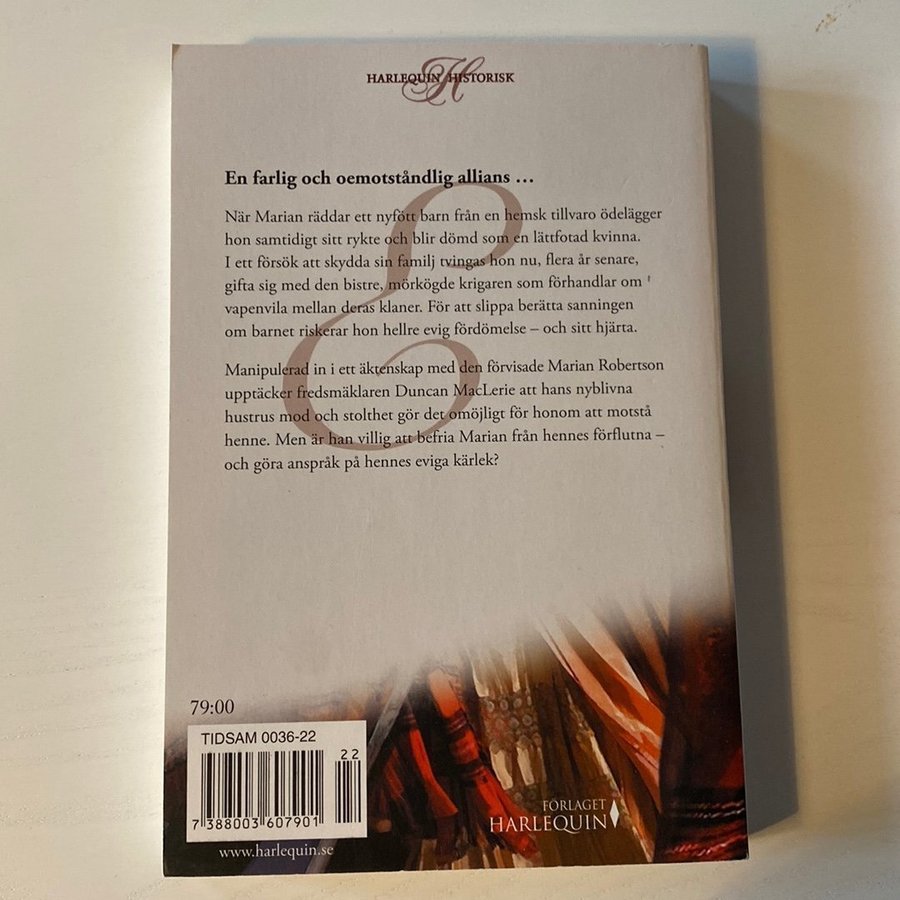 HARLEQUIN H HISTORISK
En farlig och oemotståndlig allians …
När Marian räddar ett nyfött barn från en hemsk tillvaro ödelägger
hon samtidigt sitt rykte och blir dömd som en lättfotad kvinna.
I ett försök att skydda sin familj tvingas hon nu, flera år senare,
gifta sig med den bistre, mörkögde krigaren som förhandlar om
vapenvila mellan deras klaner. För att slippa berätta sanningen
om barnet riskerar hon hellre evig fördömelse – och sitt hjärta.
Manipulerad in i ett äktenskap med den förvisade Marian Robertson
upptäcker fredsmäklaren Duncan MacLerie att hans nyblivna
hustrus mod och stolthet gör det omöjligt för honom att motstå
henne. Men är han villig att befria Marian från hennes förflutna –
och göra anspråk på hennes eviga kärlek?
79:00
TIDSAM 0036-22
22
7 388003 607901
www.harlequin.se
FÖRLAGET
HARLEQUIN